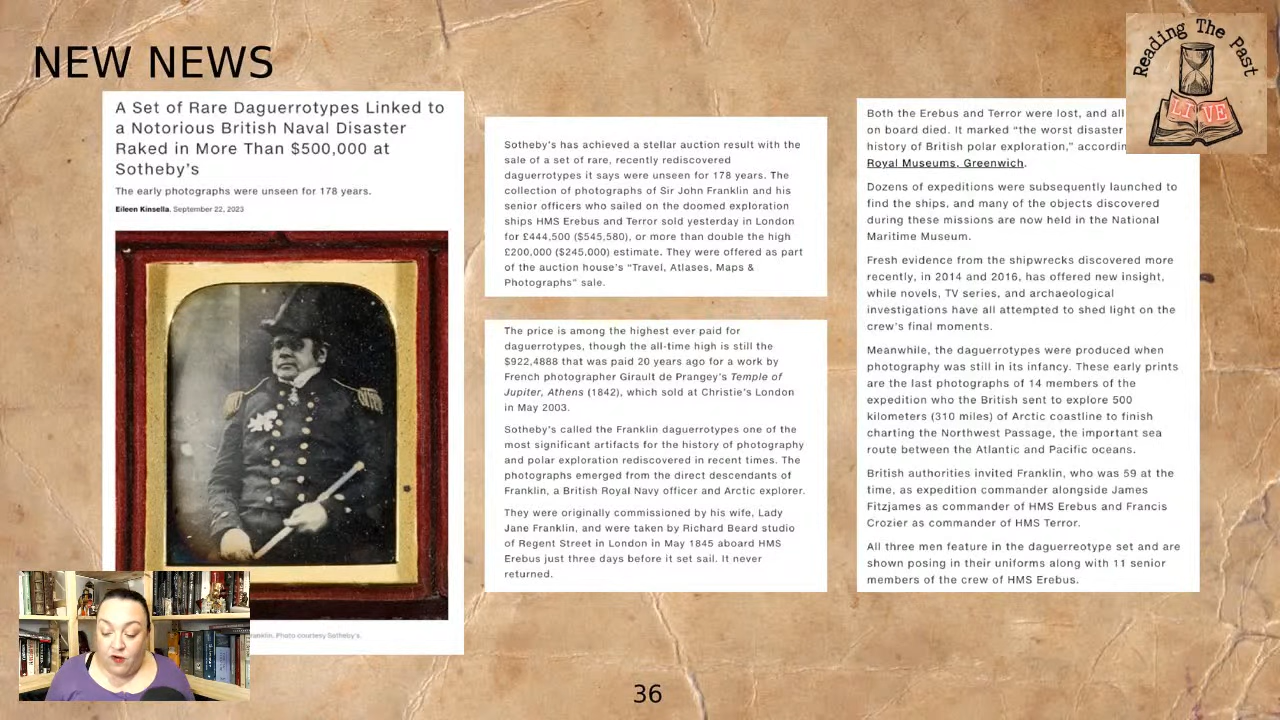 NEW NEWS
A Set of Rare Daguerrotypes Linked to
a Notorious British Naval Disaster
Raked in More Than $500,000 at
Sotheby's
The early photographs were unseen for 178 years.
Eileen Kinsella, September 22, 2023
ranklin. Photo courtesy Sotheby's.
Sotheby's has achieved a stellar auction result with the
sale of a set of rare, recently rediscovered
daguerrotypes it says were unseen for 178 years. The
collection of photographs of Sir John Franklin and his
senior officers who sailed on the doomed exploration
ships HMS Erebus and Terror sold yesterday in London
for £444,500 ($545,580), or more than double the high
£200,000 ($245,000) estimate. They were offered as part
of the auction house's “Travel, Atlases, Maps &
Photographs” sale.
The price is among the highest ever paid for
daguerrotypes, though the all-time high is still the
$922,4888 that was paid 20 years ago for a work by
French photographer Girault de Prangey's Temple of
Jupiter, Athens (1842), which sold at Christie's London
in May 2003.
Sotheby's called the Franklin daguerrotypes one of the
most significant artifacts for the history of photography
and polar exploration rediscovered in recent times. The
photographs emerged from the direct descendants of
Franklin, a British Royal Navy officer and Arctic explorer.
They were originally commissioned by his wife, Lady
Jane Franklin, and were taken by Richard Beard studio
of Regent Street in London in May 1845 aboard HMS
Erebus just three days before it set sail. It never
returned.
Both the Erebus and Terror were lost, and all
on board died. It marked “the worst disaster
history of British polar exploration,” accordin
Royal Museums, Greenwich.
Dozens of expeditions were subsequently launched to
find the ships, and many of the objects discovered
during these missions are now held in the National
Maritime Museum.
Fresh evidence from the shipwrecks discovered more
recently, in 2014 and 2016, has offered new insight,
while novels, TV series, and archaeological
investigations have all attempted to shed light on the
crew's final moments.
Meanwhile, the daguerrotypes were produced when
photography was still in its infancy. These early prints
are the last photographs of 14 members of the
expedition who the British sent to explore 500
kilometers (310 miles) of Arctic coastline to finish
charting the Northwest Passage, the important sea
route between the Atlantic and Pacific oceans.
British authorities invited Franklin, who was 59 at the
time, as expedition commander alongside James
Fitzjames as commander of HMS Erebus and Francis
Crozier as commander of HMS Terror.
All three men feature in the daguerreotype set and are
shown posing in their uniforms along with 11 senior
members of the crew of HMS Erebus.
Reading The Past
LIVE
36